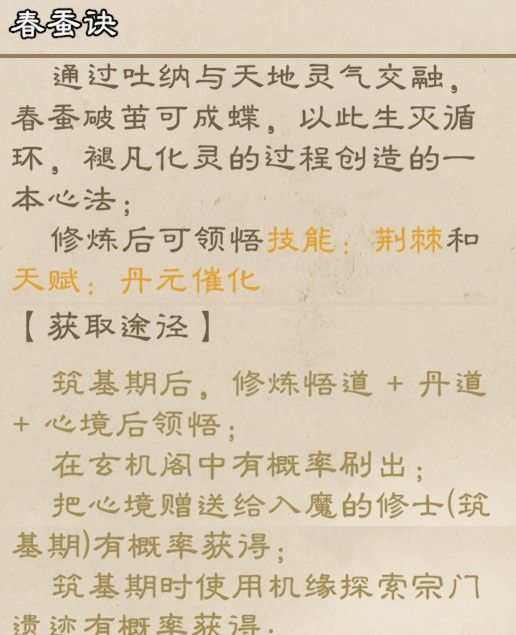 春蚕诀
通过吐纳与天地灵气交融，
春蚕破茧可成蝶，以此生灭循
环，褪凡化灵的过程创造的一
本心法；
修炼后可领悟技能：荆棘和
天赋：丹元催化
【获取途径】
筑基期后，修炼悟道 + 丹道
+ 心境后领悟；
在玄机阁中有概率刷出；
把心境赠送给入魔的修士(筑
基期)有概率获得；
筑基期时使用机缘探索宗门
遗迹有概率获得；